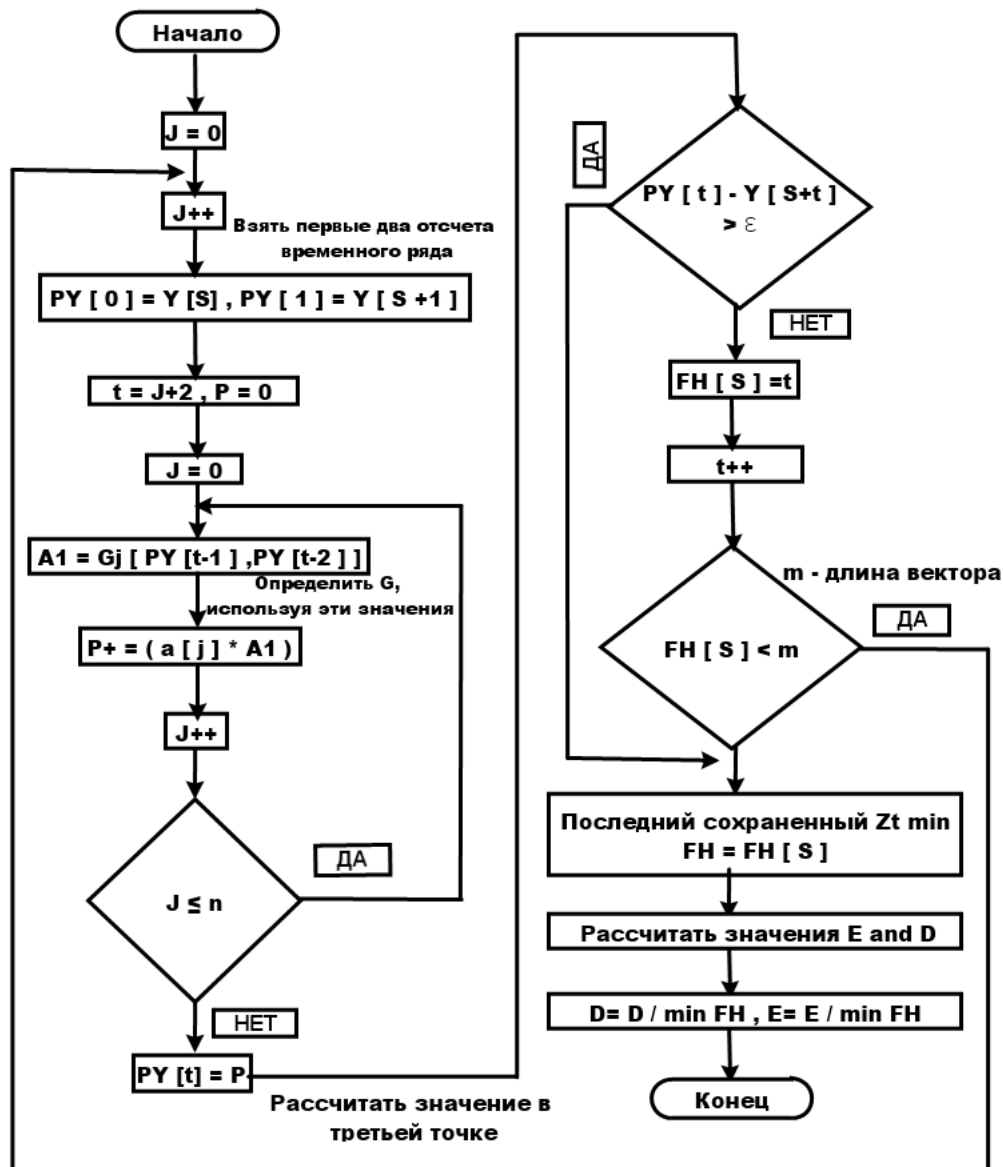 Начало
J = 0
J++
Взять первые два отсчета
временного ряда
PY [ 0 ] = Y [S] , PY [ 1 ] = Y [ S +1 ]
t = J+2 , P = 0
J = 0
A1 = Gj [ PY [t-1 ] ,PY [t-2 ] ]
Определить G,
используя эти значения
P+ = ( a [ j ] * A1 )
J++
J ≤ n
ДА
НЕТ
PY [t] = P
Рассчитать значение в
третьей точке
ДА
PY [ t ] - Y [ S+t ]
> ε
НЕТ
FH [ S ] =t
t++
m - длина вектора
ДА
FH [ S ] < m
Последний сохраненный Zt min
FH = FH [ S ]
Рассчитать значения E and D
D= D / min FH , E= E / min FH
Конец